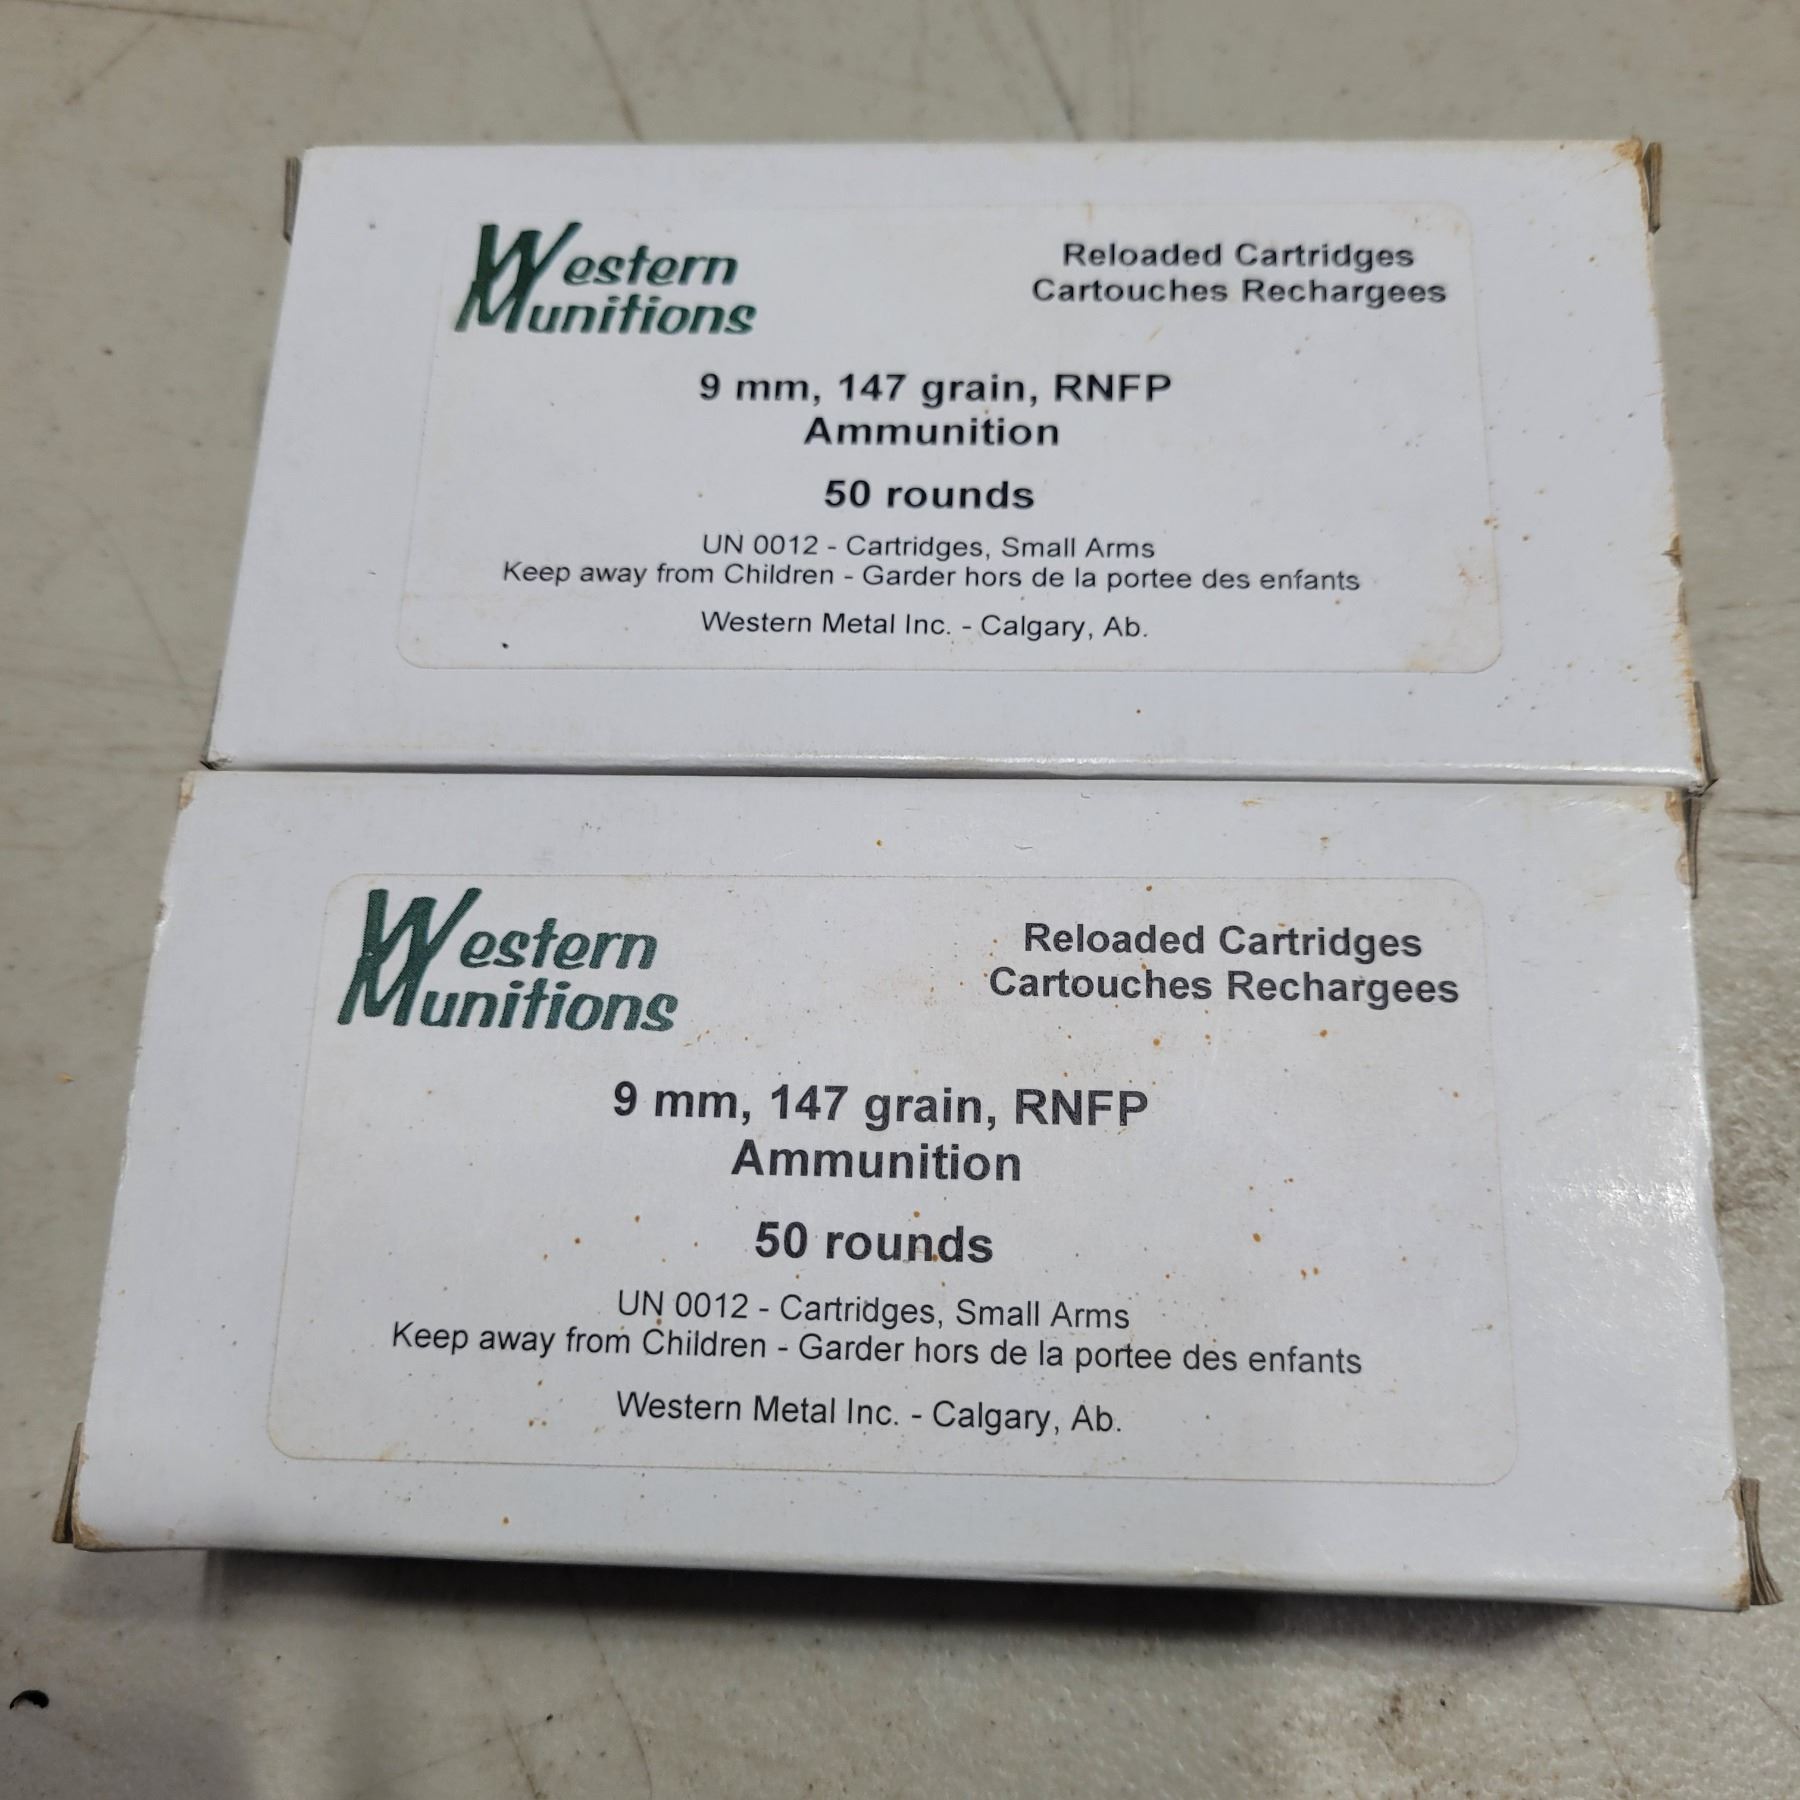 Western
Munitions
Reloaded Cartridges
Cartouches Rechargees
9 mm, 147 grain, RNFP
Ammunition
50 rounds
UN 0012 - Cartridges, Small Arms
Keep away from Children - Garder hors de la portee des enfants
Western Metal Inc. - Calgary, Ab.
Western
Munitions
Reloaded Cartridges
Cartouches Rechargees
9 mm, 147 grain, RNFP
Ammunition
50 rounds
UN 0012 - Cartridges, Small Arms
Keep away from Children - Garder hors de la portee des enfants
Western Metal Inc. - Calgary, Ab.